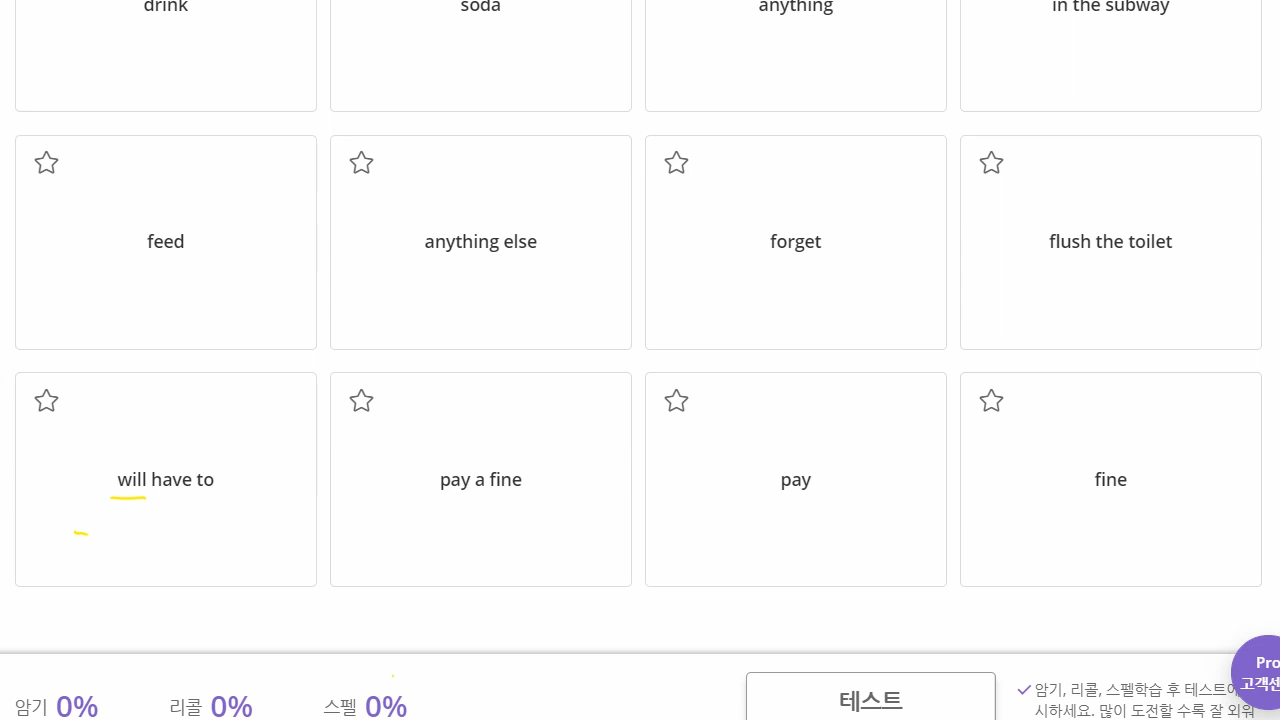 drink
soda
anything
in the subway
feed
anything else
forget
flush the toilet
will have to
pay a fine
pay
fine
Pro
고객센
암기 0%
리콜 0%
스펠 0%
테스트
암기, 리콜, 스펠학습 후 테스트에
시하세요. 많이 도전할 수록 잘 외워